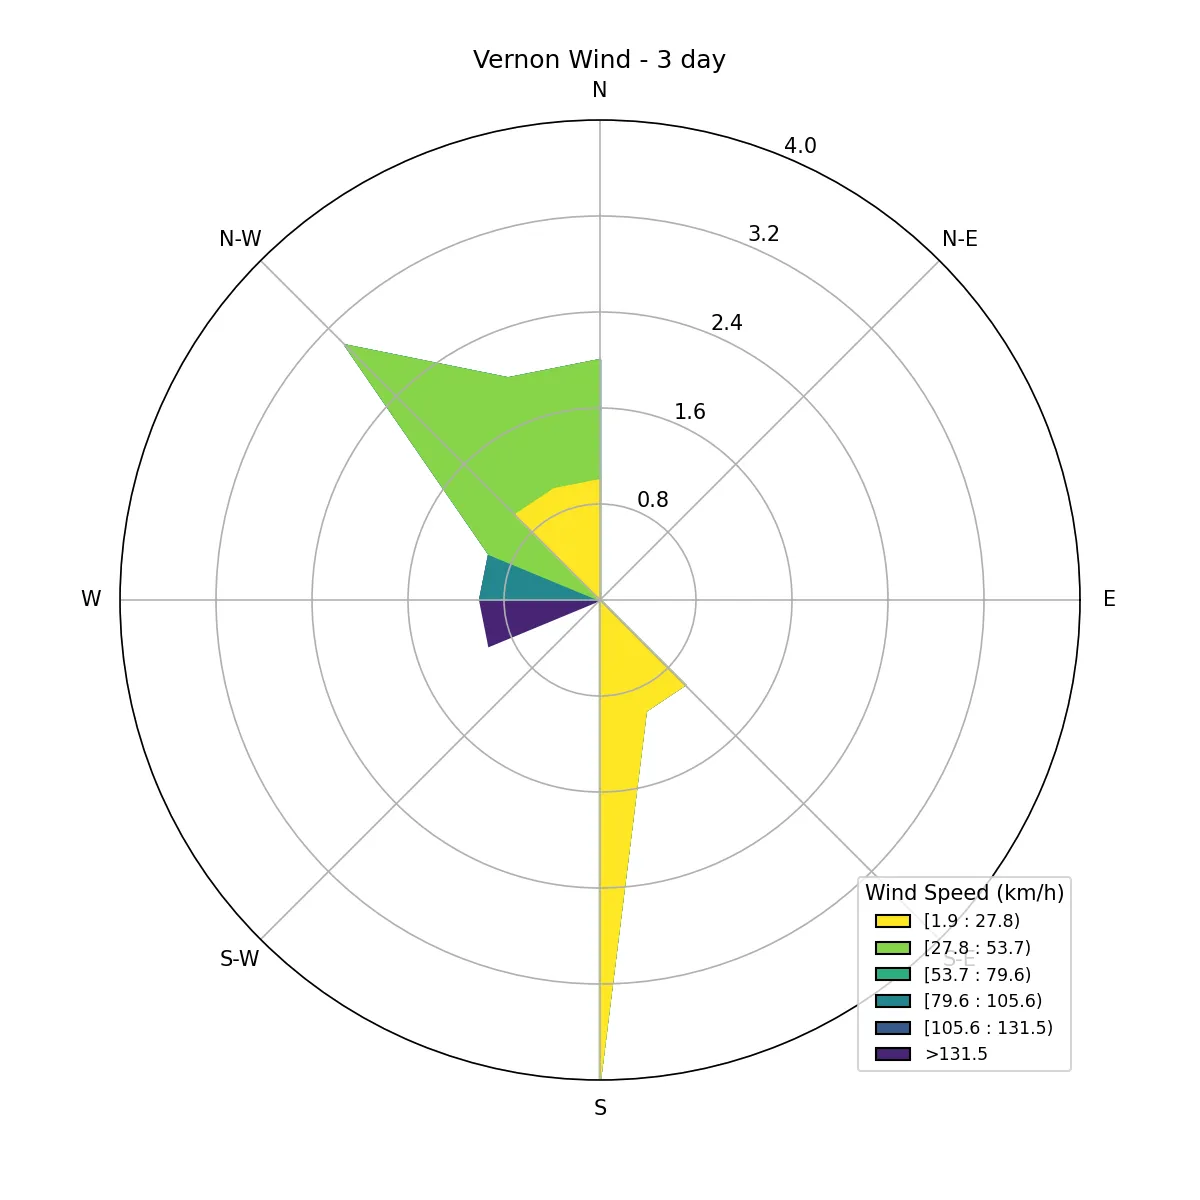 Vernon Wind - 3 day
N
4.0
N-W
3.2
N-E
2.4
1.6
0.8
W
E
Wind Speed (km/h)
[1.9 : 27.8)
[27.8 : 53.7)
S-W
S-E
[53.7 : 79.6)
[79.6 : 105.6)
[105.6 : 131.5)
>131.5
S